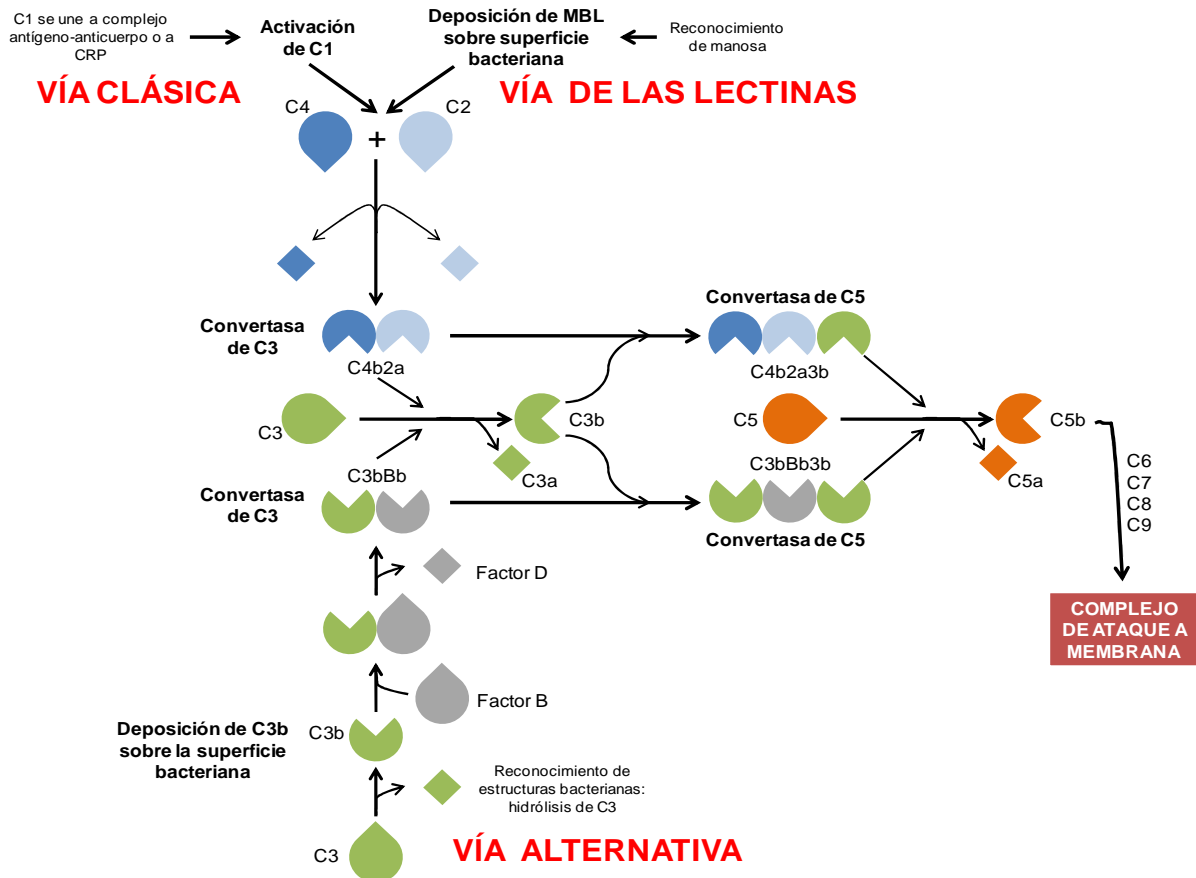 C1 se une a complejo
antígeno-anticuerpo o a
CRP
Activación
de C1
Deposición de MBL
sobre superficie
bacteriana
Reconocimiento
de manosa
VÍA CLÁSICA
VÍA DE LAS LECTINAS
C4
+
C2
Convertasa
de C3
C4b2a
Convertasa de C5
C4b2a3b
C3
C3b
C3a
C5
C5b
C5a
C3bBb
Convertasa
de C3
C3bBb3b
Convertasa de C5
C6
C7
C8
C9
COMPLEJO
DE ATAQUE A
MEMBRANA
Factor D
Factor B
Deposición de C3b
sobre la superficie
bacteriana
C3b
Reconocimiento de
estructuras bacterianas:
hidrólisis de C3
C3
VÍA ALTERNATIVA